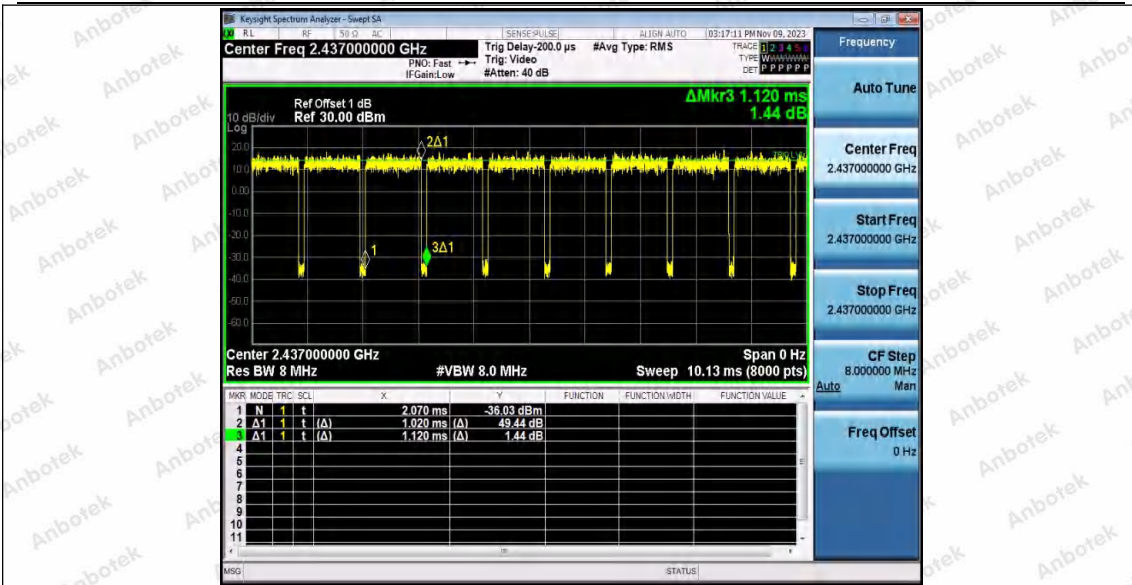 Keysight Spectrum Analyzer - Swept SA
RL RF 50 Ω AC SENSE:PULSE ALIGN AUTO 03:17:11 PM Nov 09, 2023
Center Freq 2.437000000 GHz Trig Delay-200.0 µs #Avg Type: RMS TRACE 1 2 3 4 5 6
PNO: Fast Trig: Video TYPE WWWWWW
IFGain:Low #Atten: 40 dB DET P P P P P P
Frequency
Auto Tune
Center Freq
2.437000000 GHz
Start Freq
2.437000000 GHz
Stop Freq
2.437000000 GHz
CF Step
8.000000 MHz
Auto Man
Freq Offset
0 Hz
ΔMkr3 1.120 ms
1.44 dB
Ref Offset 1 dB
10 dB/div Ref 30.00 dBm
Log
20.0
10.0
0.00
-10.0
-20.0
-30.0
-40.0
-50.0
-60.0
2Δ1
1
3Δ1
TRIG LVL
Center 2.437000000 GHz Span 0 Hz
Res BW 8 MHz #VBW 8.0 MHz Sweep 10.13 ms (8000 pts)
MKR MODE TRC SCL X Y FUNCTION FUNCTION WIDTH FUNCTION VALUE
1 N 1 t 2.070 ms -36.03 dBm
2 Δ1 1 t (Δ) 1.020 ms (Δ) 49.44 dB
3 Δ1 1 t (Δ) 1.120 ms (Δ) 1.44 dB
4
5
6
7
8
9
10
11
MSG STATUS
Anbotek